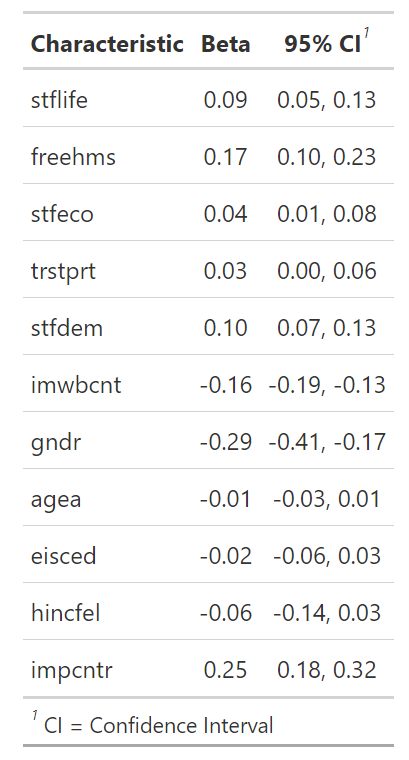 Characteristic Beta 95% CI¹
stflife 0.09 0.05, 0.13
freehms 0.17 0.10, 0.23
stfeco 0.04 0.01, 0.08
trstprt 0.03 0.00, 0.06
stfdem 0.10 0.07, 0.13
imwbcnt -0.16 -0.19, -0.13
gndr -0.29 -0.41, -0.17
agea -0.01 -0.03, 0.01
eisced -0.02 -0.06, 0.03
hincfel -0.06 -0.14, 0.03
impcntr 0.25 0.18, 0.32
¹ CI = Confidence Interval